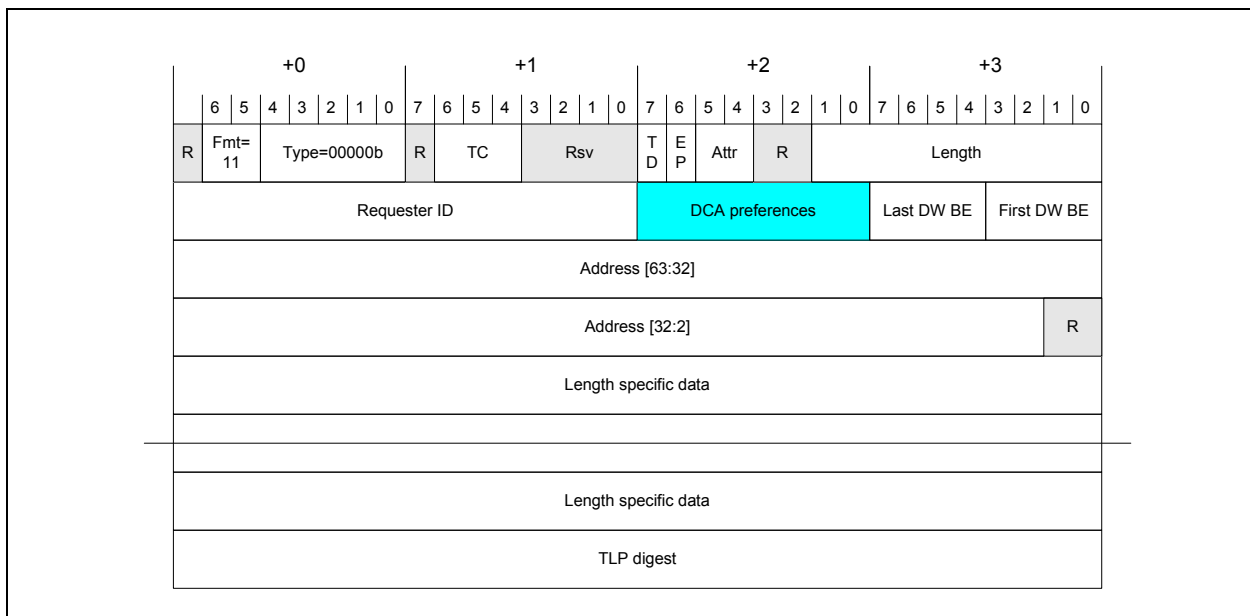 +0 +1 +2 +3
6 5 4 3 2 1 0 7 6 5 4 3 2 1 0 7 6 5 4 3 2 1 0 7 6 5 4 3 2 1 0
R Fmt= 11 Type=00000b R TC Rsv T D E P Attr R Length
Requester ID DCA preferences Last DW BE First DW BE
Address [63:32]
Address [32:2] R
Length specific data
Length specific data
TLP digest